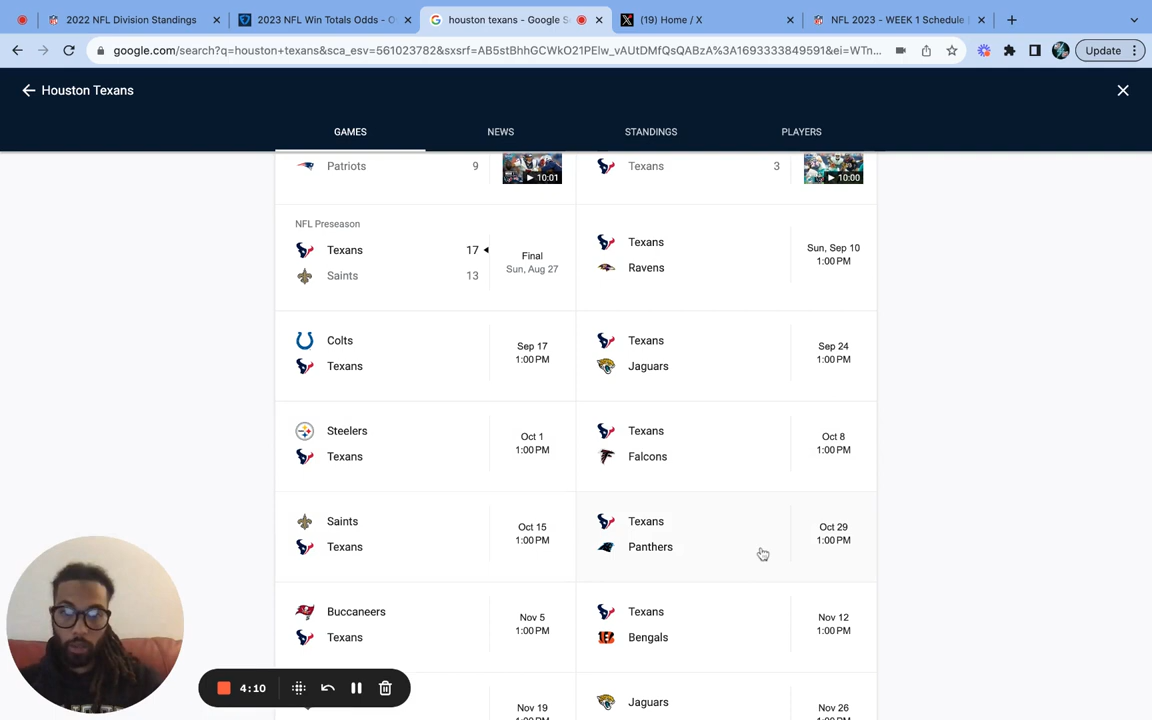 2022 NFL Division Standings
2023 NFL Win Totals Odds - O
houston texans - Google S
(19) Home / X
NFL 2023 - WEEK 1 Schedule
google.com/search?q=houston+texans&sca_esv=561023782&sxsrf=AB5stBhhGCWkO21PElw_vAUtDMfQsQABzA%3A1693333849591&ei=WTn...
Update
Houston Texans
GAMES
NEWS
STANDINGS
PLAYERS
Patriots 9
10:01
Texans 3
10:00
NFL Preseason
Texans 17
Saints 13
Final
Sun, Aug 27
Texans
Ravens
Sun, Sep 10
1:00 PM
Colts
Texans
Sep 17
1:00 PM
Texans
Jaguars
Sep 24
1:00 PM
Steelers
Texans
Oct 1
1:00 PM
Texans
Falcons
Oct 8
1:00 PM
Saints
Texans
Oct 15
1:00 PM
Texans
Panthers
Oct 29
1:00 PM
Buccaneers
Texans
Nov 5
1:00 PM
Texans
Bengals
Nov 12
1:00 PM
Nov 19
Jaguars
Nov 26
1:00 PM
4:10